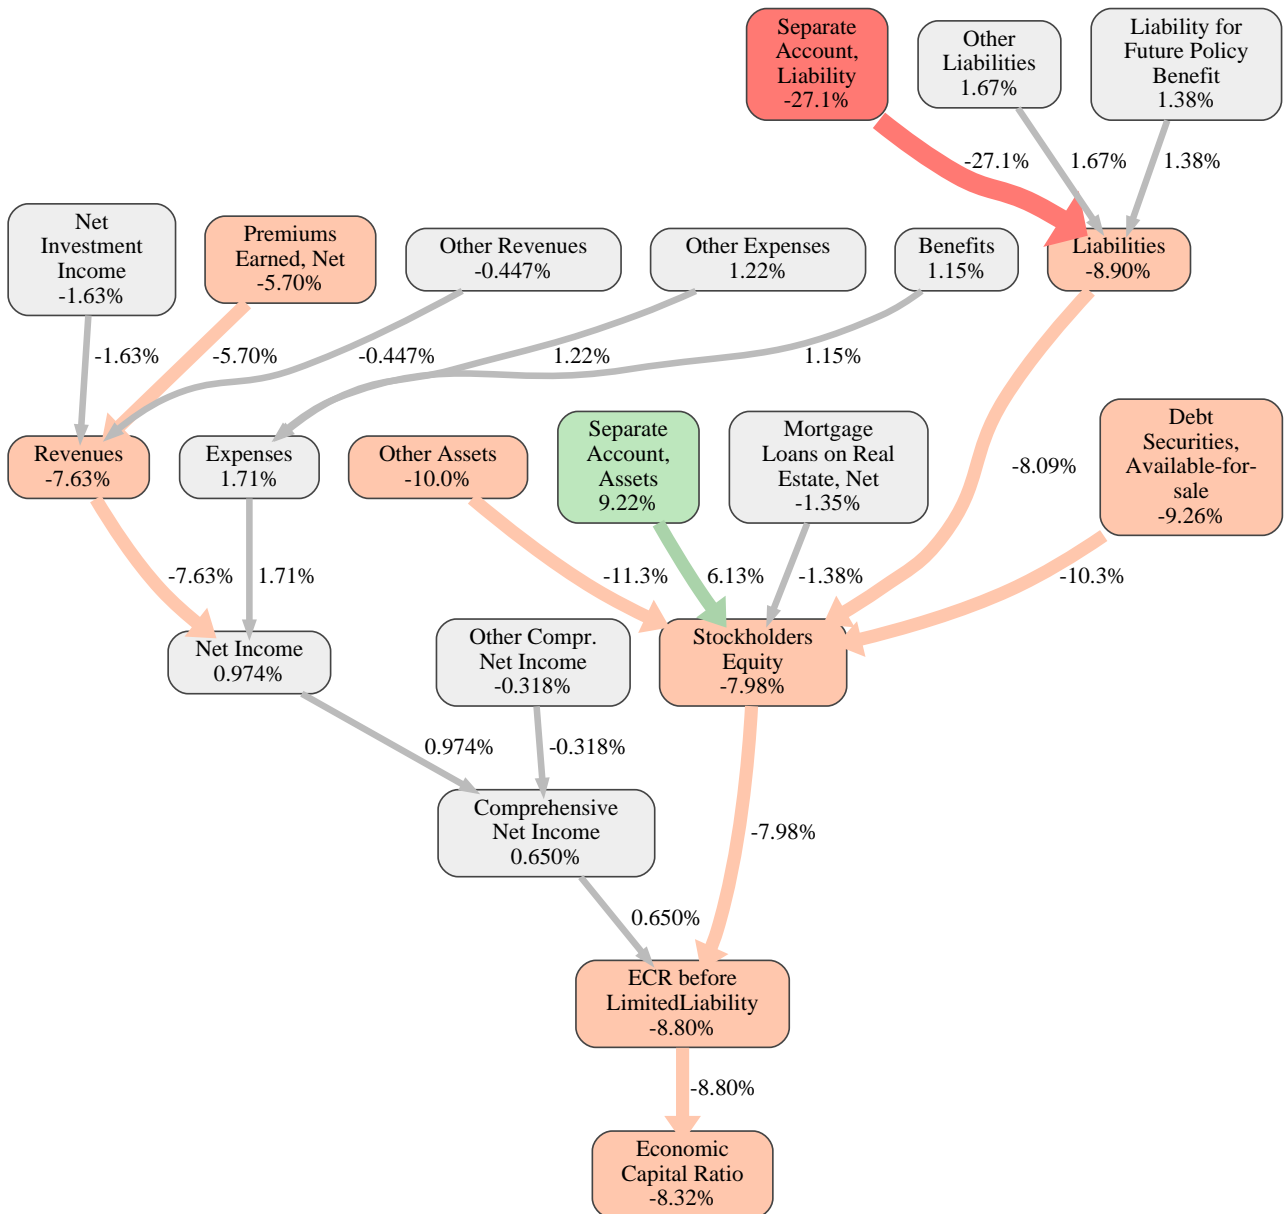 Separate
Account,
Liability
-27.1%
Other
Liabilities
1.67%
Liability for
Future Policy
Benefit
1.38%
-27.1%
1.67%
1.38%
Net
Investment
Income
-1.63%
Premiums
Earned, Net
-5.70%
Other Revenues
-0.447%
Other Expenses
1.22%
Benefits
1.15%
Liabilities
-8.90%
-1.63%
-5.70%
-0.447%
1.22%
1.15%
-8.09%
Revenues
-7.63%
Expenses
1.71%
Other Assets
-10.0%
Separate
Account,
Assets
9.22%
Mortgage
Loans on Real
Estate, Net
-1.35%
Debt
Securities,
Available-for-
sale
-9.26%
-7.63%
1.71%
-11.3%
6.13%
-1.38%
-10.3%
Net Income
0.974%
Other Compr.
Net Income
-0.318%
Stockholders
Equity
-7.98%
0.974%
-0.318%
Comprehensive
Net Income
0.650%
-7.98%
0.650%
ECR before
LimitedLiability
-8.80%
-8.80%
Economic
Capital Ratio
-8.32%